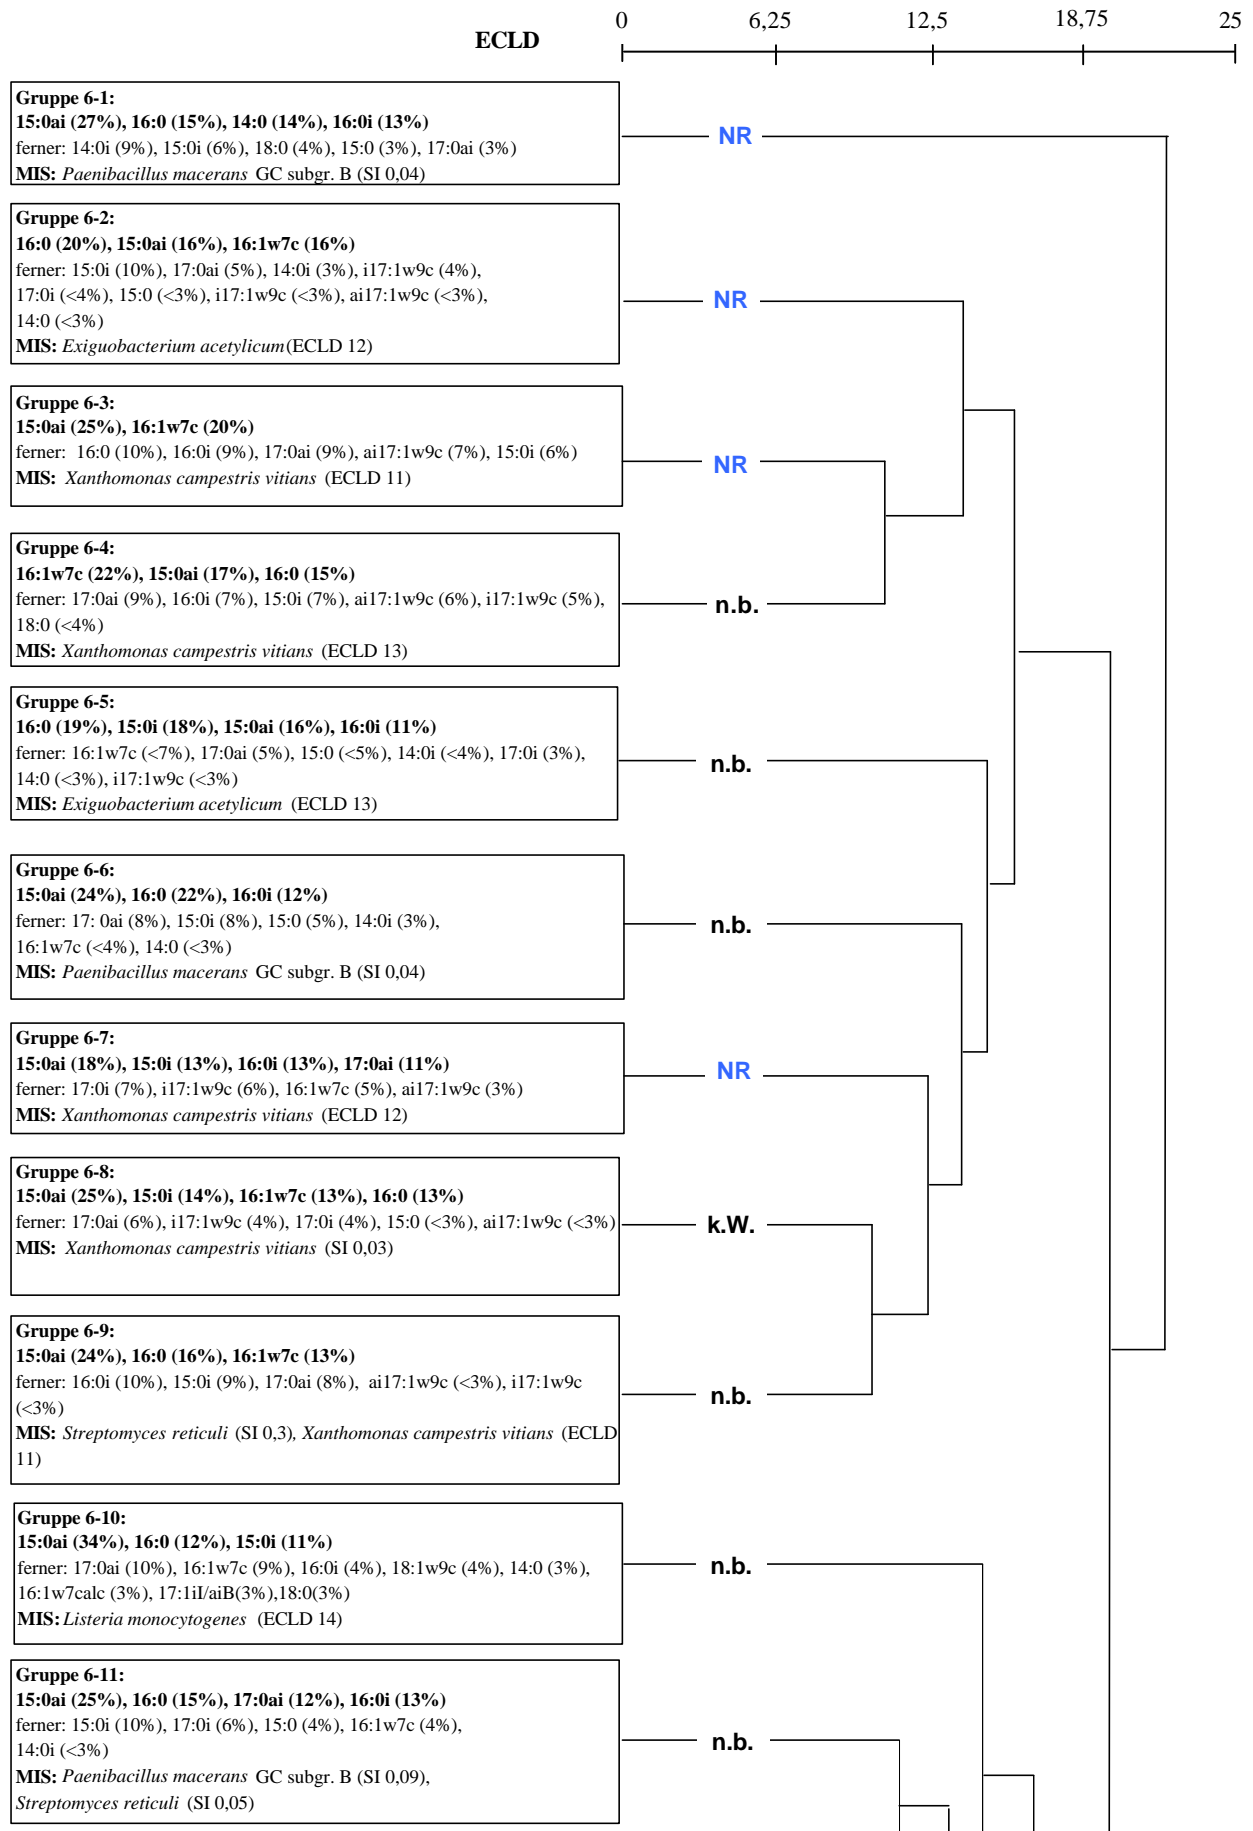 0 6,25 12,5 18,75 25
ECLD
Gruppe 6-1:
15:0ai (27%), 16:0 (15%), 14:0 (14%), 16:0i (13%)
ferner: 14:0i (9%), 15:0i (6%), 18:0 (4%), 15:0 (3%), 17:0ai (3%)
MIS: Paenibacillus macerans GC subgr. B (SI 0,04)
NR
Gruppe 6-2:
16:0 (20%), 15:0ai (16%), 16:1w7c (16%)
ferner: 15:0i (10%), 17:0ai (5%), 14:0i (3%), i17:1w9c (4%),
17:0i (<4%), 15:0 (<3%), i17:1w9c (<3%), ai17:1w9c (<3%),
14:0 (<3%)
MIS: Exiguobacterium acetylicum(ECLD 12)
NR
Gruppe 6-3:
15:0ai (25%), 16:1w7c (20%)
ferner: 16:0 (10%), 16:0i (9%), 17:0ai (9%), ai17:1w9c (7%), 15:0i (6%)
MIS: Xanthomonas campestris vitians (ECLD 11)
NR
Gruppe 6-4:
16:1w7c (22%), 15:0ai (17%), 16:0 (15%)
ferner: 17:0ai (9%), 16:0i (7%), 15:0i (7%), ai17:1w9c (6%), i17:1w9c (5%),
18:0 (<4%)
MIS: Xanthomonas campestris vitians (ECLD 13)
n.b.
Gruppe 6-5:
16:0 (19%), 15:0i (18%), 15:0ai (16%), 16:0i (11%)
ferner: 16:1w7c (<7%), 17:0ai (5%), 15:0 (<5%), 14:0i (<4%), 17:0i (3%),
14:0 (<3%), i17:1w9c (<3%)
MIS: Exiguobacterium acetylicum (ECLD 13)
n.b.
Gruppe 6-6:
15:0ai (24%), 16:0 (22%), 16:0i (12%)
ferner: 17: 0ai (8%), 15:0i (8%), 15:0 (5%), 14:0i (3%),
16:1w7c (<4%), 14:0 (<3%)
MIS: Paenibacillus macerans GC subgr. B (SI 0,04)
n.b.
Gruppe 6-7:
15:0ai (18%), 15:0i (13%), 16:0i (13%), 17:0ai (11%)
ferner: 17:0i (7%), i17:1w9c (6%), 16:1w7c (5%), ai17:1w9c (3%)
MIS: Xanthomonas campestris vitians (ECLD 12)
NR
Gruppe 6-8:
15:0ai (25%), 15:0i (14%), 16:1w7c (13%), 16:0 (13%)
ferner: 17:0ai (6%), i17:1w9c (4%), 17:0i (4%), 15:0 (<3%), ai17:1w9c (<3%)
MIS: Xanthomonas campestris vitians (SI 0,03)
k.W.
Gruppe 6-9:
15:0ai (24%), 16:0 (16%), 16:1w7c (13%)
ferner: 16:0i (10%), 15:0i (9%), 17:0ai (8%), ai17:1w9c (<3%), i17:1w9c
(<3%)
MIS: Streptomyces reticuli (SI 0,3), Xanthomonas campestris vitians (ECLD
11)
n.b.
Gruppe 6-10:
15:0ai (34%), 16:0 (12%), 15:0i (11%)
ferner: 17:0ai (10%), 16:1w7c (9%), 16:0i (4%), 18:1w9c (4%), 14:0 (3%),
16:1w7calc (3%), 17:1iI/aiB(3%),18:0(3%)
MIS: Listeria monocytogenes (ECLD 14)
n.b.
Gruppe 6-11:
15:0ai (25%), 16:0 (15%), 17:0ai (12%), 16:0i (13%)
ferner: 15:0i (10%), 17:0i (6%), 15:0 (4%), 16:1w7c (4%),
14:0i (<3%)
MIS: Paenibacillus macerans GC subgr. B (SI 0,09),
Streptomyces reticuli (SI 0,05)
n.b.